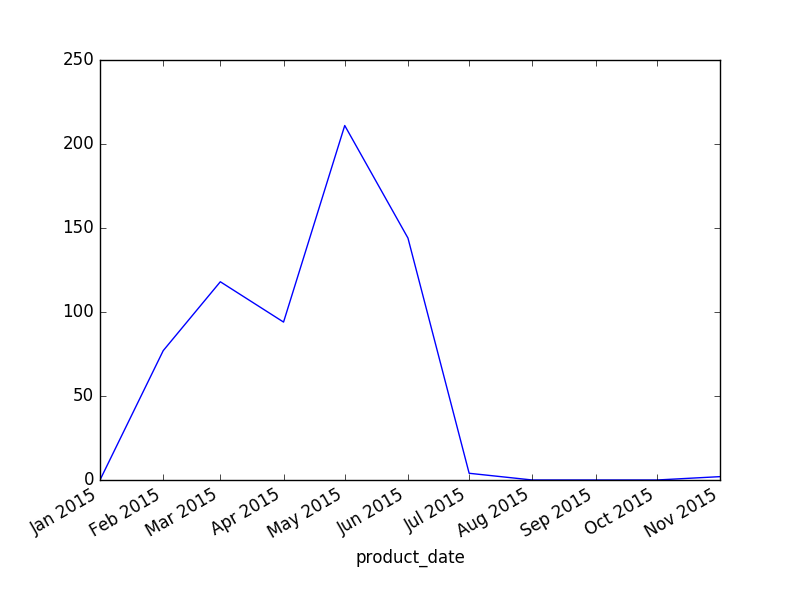 250
200
150
100
50
0
Jan 2015
Feb 2015
Mar 2015
Apr 2015
May 2015
Jun 2015
Jul 2015
Aug 2015
Sep 2015
Oct 2015
Nov 2015
product_date